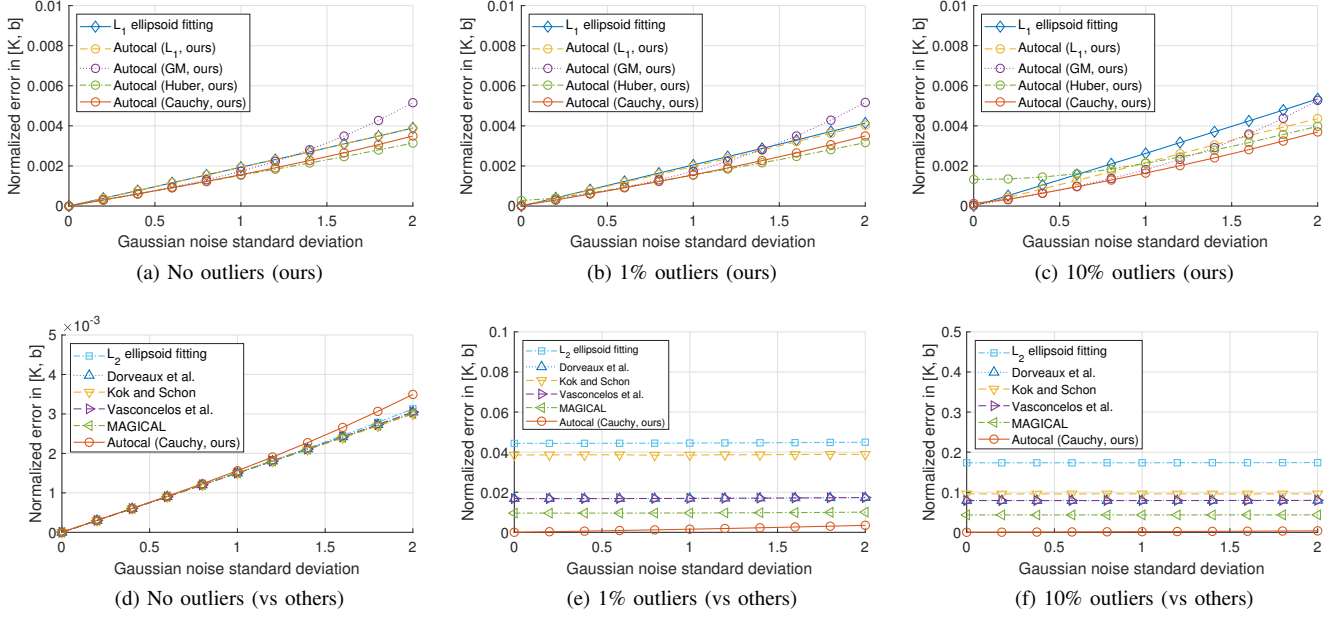 Normalized error in [K, b]
0.01
0.008
0.006
0.004
0.002
0
L1 ellipsoid fitting
Autocal (L1, ours)
Autocal (GM, ours)
Autocal (Huber, ours)
Autocal (Cauchy, ours)
0 0.5 1 1.5 2
Gaussian noise standard deviation
(a) No outliers (ours)
Normalized error in [K, b]
0.01
0.008
0.006
0.004
0.002
0
L1 ellipsoid fitting
Autocal (L1, ours)
Autocal (GM, ours)
Autocal (Huber, ours)
Autocal (Cauchy, ours)
0 0.5 1 1.5 2
Gaussian noise standard deviation
(b) 1% outliers (ours)
Normalized error in [K, b]
0.01
0.008
0.006
0.004
0.002
0
L1 ellipsoid fitting
Autocal (L1, ours)
Autocal (GM, ours)
Autocal (Huber, ours)
Autocal (Cauchy, ours)
0 0.5 1 1.5 2
Gaussian noise standard deviation
(c) 10% outliers (ours)
Normalized error in [K, b]
×10-3
5
4
3
2
1
0
L2 ellipsoid fitting
Dorveaux et al.
Kok and Schon
Vasconcelos et al.
MAGICAL
Autocal (Cauchy, ours)
0 0.5 1 1.5 2
Gaussian noise standard deviation
(d) No outliers (vs others)
Normalized error in [K, b]
0.1
0.08
0.06
0.04
0.02
0
L2 ellipsoid fitting
Dorveaux et al.
Kok and Schon
Vasconcelos et al.
MAGICAL
Autocal (Cauchy, ours)
0 0.5 1 1.5 2
Gaussian noise standard deviation
(e) 1% outliers (vs others)
Normalized error in [K, b]
0.5
0.4
0.3
0.2
0.1
0
L2 ellipsoid fitting
Dorveaux et al.
Kok and Schon
Vasconcelos et al.
MAGICAL
Autocal (Cauchy, ours)
0 0.5 1 1.5 2
Gaussian noise standard deviation
(f) 10% outliers (vs others)